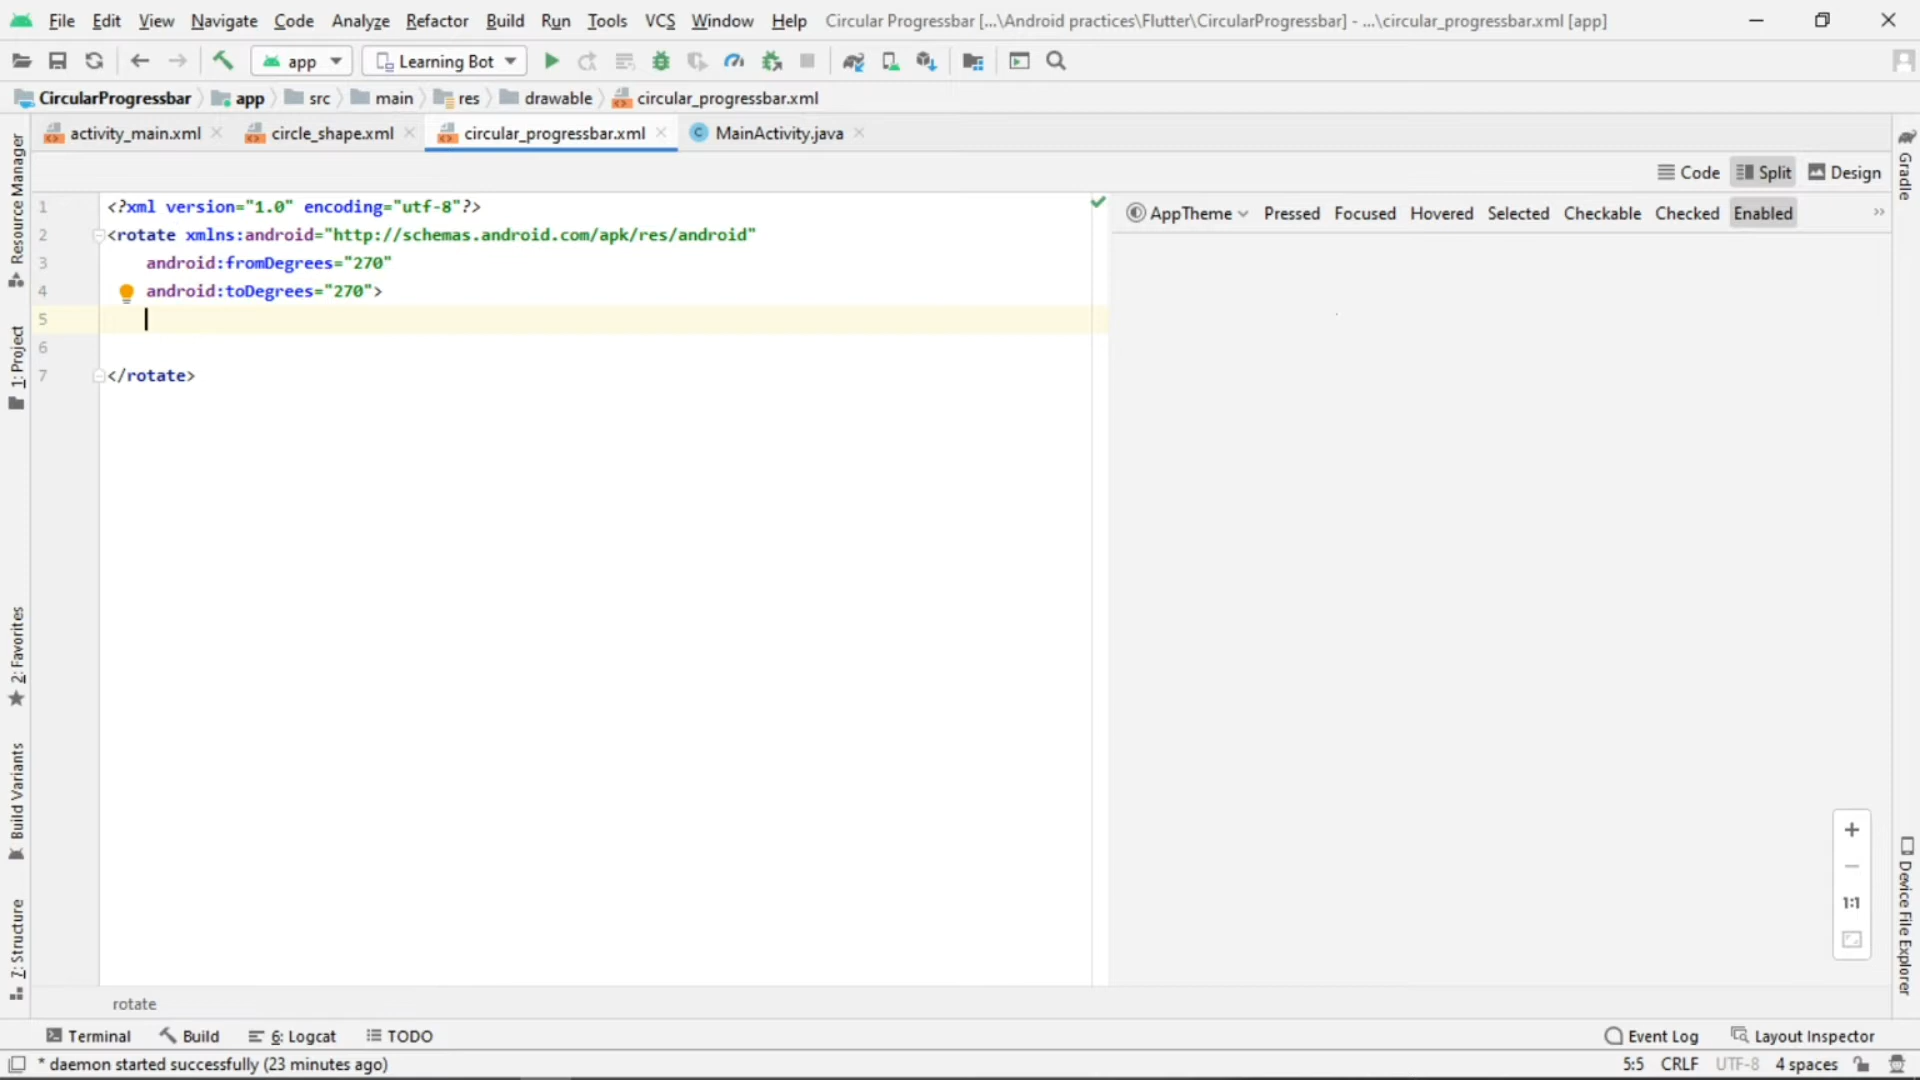 File Edit View Navigate Code Analyze Refactor Build Run Tools VCS Window Help Circular Progressbar [...\Android practices\Flutter\CircularProgressbar] - ...\circular_progressbar.xml [app]
app Learning Bot
CircularProgressbar app src main res drawable circular_progressbar.xml
activity_main.xml circle_shape.xml circular_progressbar.xml C MainActivity.java
Code Split Design
AppTheme Pressed Focused Hovered Selected Checkable Checked Enabled »
1 <?xml version="1.0" encoding="utf-8"?>
2 <rotate xmlns:android="http://schemas.android.com/apk/res/android"
3 android:fromDegrees="270"
4 android:toDegrees="270">
5
6
7 </rotate>
Resource Manager
1: Project
2: Favorites
Build Variants
7: Structure
Gradle
Device File Explorer
+
−
1:1
rotate
Terminal Build 6: Logcat TODO Event Log Layout Inspector
* daemon started successfully (23 minutes ago) 5:5 CRLF UTF-8 4 spaces